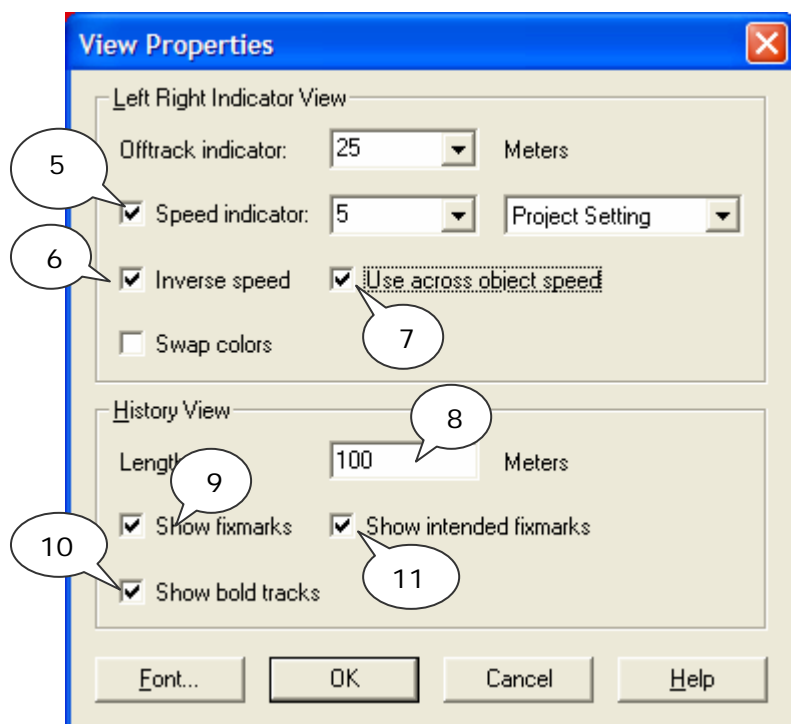 View Properties
Left Right Indicator View
Offtrack indicator: 25 Meters
5
Speed indicator: 5 Project Setting
6
Inverse speed Use across object speed
7
Swap colors
History View
8
Length 100 Meters
9
Show fixmarks Show intended fixmarks
10
11
Show bold tracks
Font... OK Cancel Help